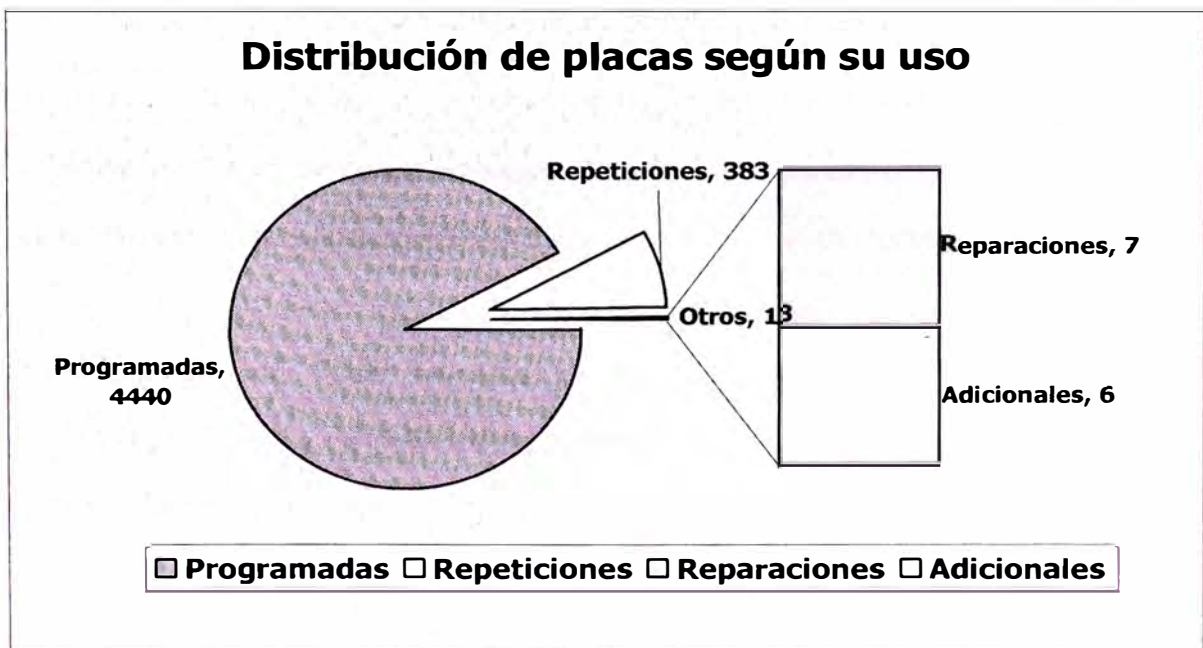 Distribución de placas según su uso
Repeticiones, 383
Reparaciones, 7
Otros, 13
Programadas,
4440
Adicionales, 6
Programadas Repeticiones Reparaciones Adicionales